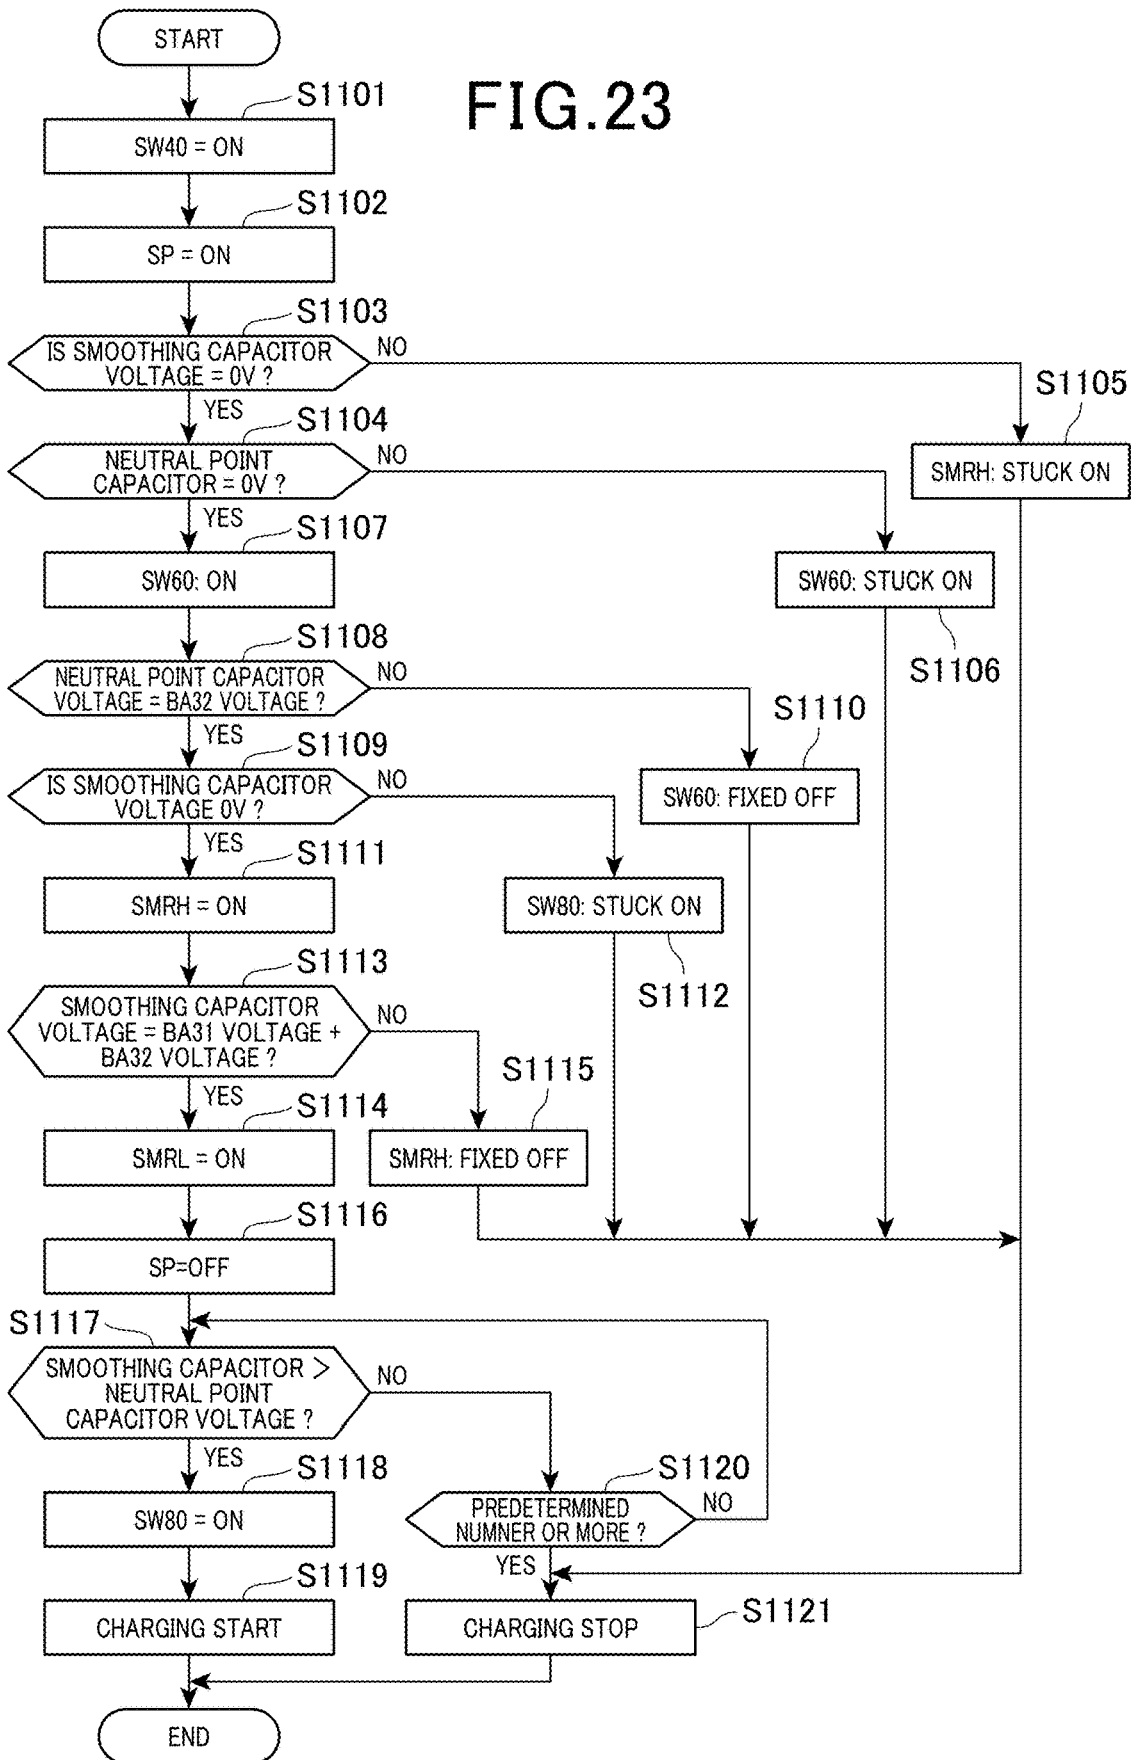 START
FIG.23
S1101
SW40 = ON
S1102
SP = ON
S1103
IS SMOOTHING CAPACITOR
VOLTAGE = 0V ?
NO
YES
S1105
SMRH: STUCK ON
S1104
NEUTRAL POINT
CAPACITOR = 0V ?
NO
YES
S1107
SW60: ON
SW60: STUCK ON
S1106
S1108
NEUTRAL POINT CAPACITOR
VOLTAGE = BA32 VOLTAGE ?
NO
YES
S1110
SW60: FIXED OFF
S1109
IS SMOOTHING CAPACITOR
VOLTAGE 0V ?
NO
YES
S1111
SMRH = ON
SW80: STUCK ON
S1112
S1113
SMOOTHING CAPACITOR
VOLTAGE = BA31 VOLTAGE +
BA32 VOLTAGE ?
NO
YES
S1115
SMRH: FIXED OFF
S1114
SMRL = ON
S1116
SP=OFF
S1117
SMOOTHING CAPACITOR >
NEUTRAL POINT
CAPACITOR VOLTAGE ?
NO
YES
S1118
SW80 = ON
S1120
PREDETERMINED
NUMNER OR MORE ?
NO
YES
S1119
CHARGING START
CHARGING STOP
S1121
END